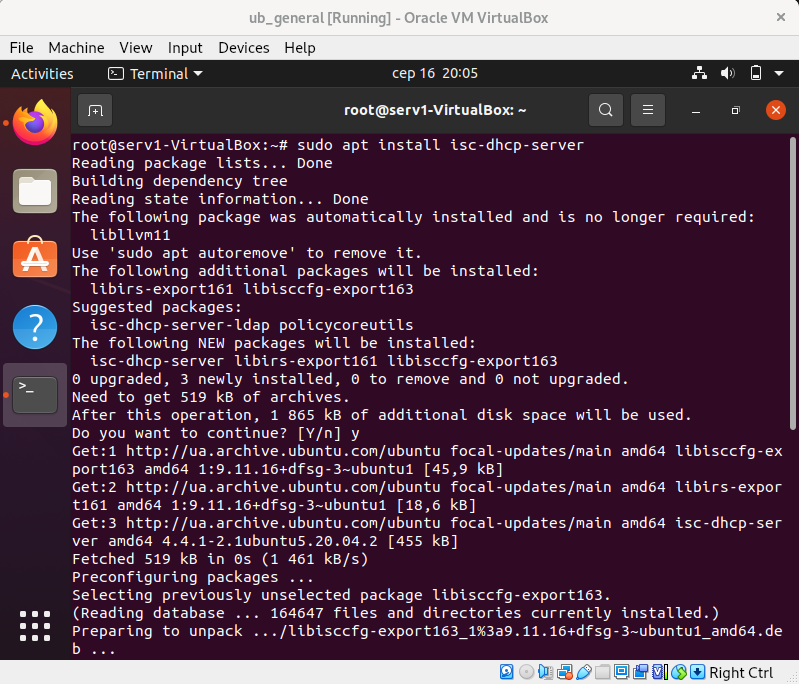 ub_general [Running] - Oracle VM VirtualBox
File Machine View Input Devices Help
Activities Terminal сер 16 20:05
root@serv1-VirtualBox: ~
root@serv1-VirtualBox:~# sudo apt install isc-dhcp-server
Reading package lists... Done
Building dependency tree
Reading state information... Done
The following package was automatically installed and is no longer required:
libllvm11
Use 'sudo apt autoremove' to remove it.
The following additional packages will be installed:
libirs-export161 libisccfg-export163
Suggested packages:
isc-dhcp-server-ldap policycoreutils
The following NEW packages will be installed:
isc-dhcp-server libirs-export161 libisccfg-export163
0 upgraded, 3 newly installed, 0 to remove and 0 not upgraded.
Need to get 519 kB of archives.
After this operation, 1 865 kB of additional disk space will be used.
Do you want to continue? [Y/n] y
Get:1 http://ua.archive.ubuntu.com/ubuntu focal-updates/main amd64 libisccfg-ex
port163 amd64 1:9.11.16+dfsg-3~ubuntu1 [45,9 kB]
Get:2 http://ua.archive.ubuntu.com/ubuntu focal-updates/main amd64 libirs-expor
t161 amd64 1:9.11.16+dfsg-3~ubuntu1 [18,6 kB]
Get:3 http://ua.archive.ubuntu.com/ubuntu focal-updates/main amd64 isc-dhcp-ser
ver amd64 4.4.1-2.1ubuntu5.20.04.2 [455 kB]
Fetched 519 kB in 0s (1 461 kB/s)
Preconfiguring packages ...
Selecting previously unselected package libisccfg-export163.
(Reading database ... 164647 files and directories currently installed.)
Preparing to unpack .../libisccfg-export163_1%3a9.11.16+dfsg-3~ubuntu1_amd64.de
b ...
Right Ctrl